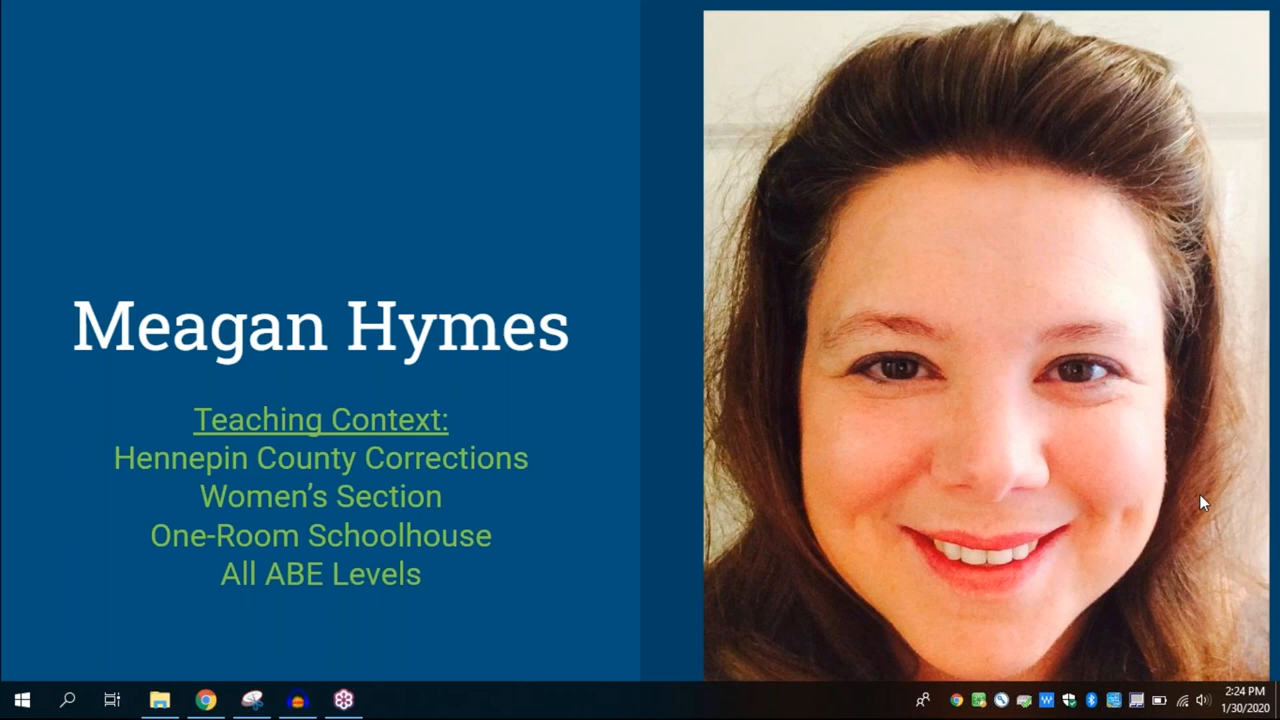 Meagan Hymes
Teaching Context:
Hennepin County Corrections
Women's Section
One-Room Schoolhouse
All ABE Levels
2:24 PM
1/30/2020